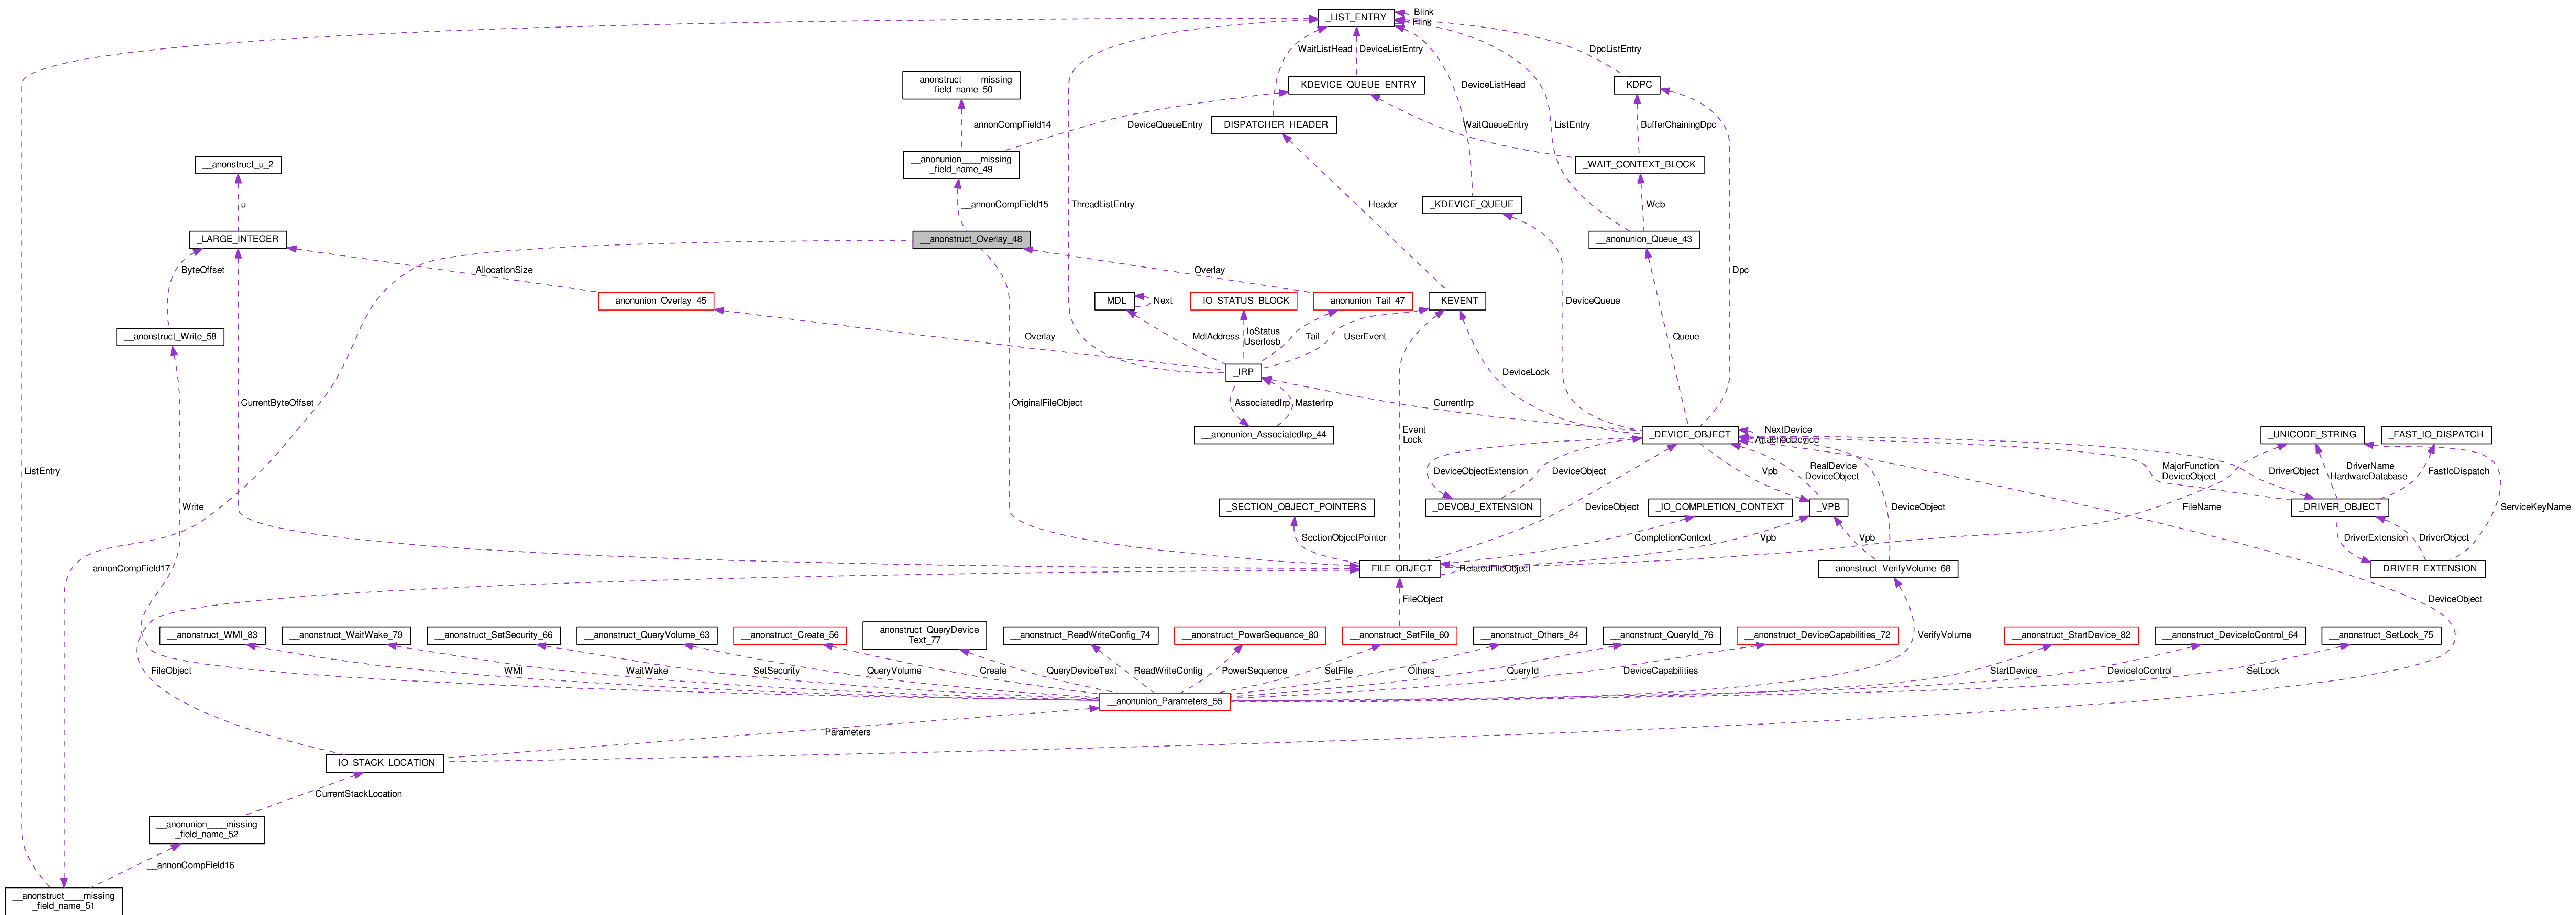 _LIST_ENTRY
Blink
Flink
WaitListHead
DeviceListEntry
DpcListEntry
__anonstruct____missing
_field_name_50
_KDEVICE_QUEUE_ENTRY
DeviceListHead
_KDPC
__annonCompField14
DeviceQueueEntry
_DISPATCHER_HEADER
WaitQueueEntry
ListEntry
BufferChainingDpc
__anonstruct_u_2
__anonunion____missing
_field_name_49
_WAIT_CONTEXT_BLOCK
u
__annonCompField15
ThreadListEntry
Header
_KDEVICE_QUEUE
Wcb
_LARGE_INTEGER
__anonstruct_Overlay_48
__anonunion_Queue_43
ByteOffset
AllocationSize
Overlay
Dpc
__anonunion_Overlay_45
_MDL
Next
_IO_STATUS_BLOCK
__anonunion_Tail_47
_KEVENT
DeviceQueue
__anonstruct_Write_58
Overlay
MdlAddress
IoStatus
UserIosb
Tail
UserEvent
Queue
_IRP
DeviceLock
CurrentByteOffset
OriginalFileObject
AssociatedIrp
MasterIrp
CurrentIrp
__anonunion_AssociatedIrp_44
Event
Lock
_DEVICE_OBJECT
NextDevice
AttachedDevice
_UNICODE_STRING
_FAST_IO_DISPATCH
ListEntry
DeviceObjectExtension
DeviceObject
Vpb
RealDevice
DeviceObject
MajorFunction
DeviceObject
DriverObject
DriverName
HardwareDatabase
FastIoDispatch
Write
_SECTION_OBJECT_POINTERS
DeviceObject
_DEVOBJ_EXTENSION
_IO_COMPLETION_CONTEXT
_VPB
DeviceObject
FileName
_DRIVER_OBJECT
ServiceKeyName
SectionObjectPointer
CompletionContext
Vpb
Vpb
DriverExtension
DriverObject
__annonCompField17
_FILE_OBJECT
RelatedFileObject
__anonstruct_VerifyVolume_68
_DRIVER_EXTENSION
FileObject
DeviceObject
__anonstruct_WMI_83
__anonstruct_WaitWake_79
__anonstruct_SetSecurity_66
__anonstruct_QueryVolume_63
__anonstruct_Create_56
__anonstruct_QueryDevice
Text_77
__anonstruct_ReadWriteConfig_74
__anonstruct_PowerSequence_80
__anonstruct_SetFile_60
__anonstruct_Others_84
__anonstruct_QueryId_76
__anonstruct_DeviceCapabilities_72
VerifyVolume
__anonstruct_StartDevice_82
__anonstruct_DeviceIoControl_64
__anonstruct_SetLock_75
FileObject
WMI
WaitWake
SetSecurity
QueryVolume
Create
QueryDeviceText
ReadWriteConfig
PowerSequence
SetFile
Others
QueryId
DeviceCapabilities
StartDevice
DeviceIoControl
SetLock
__anonunion_Parameters_55
Parameters
_IO_STACK_LOCATION
CurrentStackLocation
__anonunion____missing
_field_name_52
__annonCompField16
__anonstruct____missing
_field_name_51